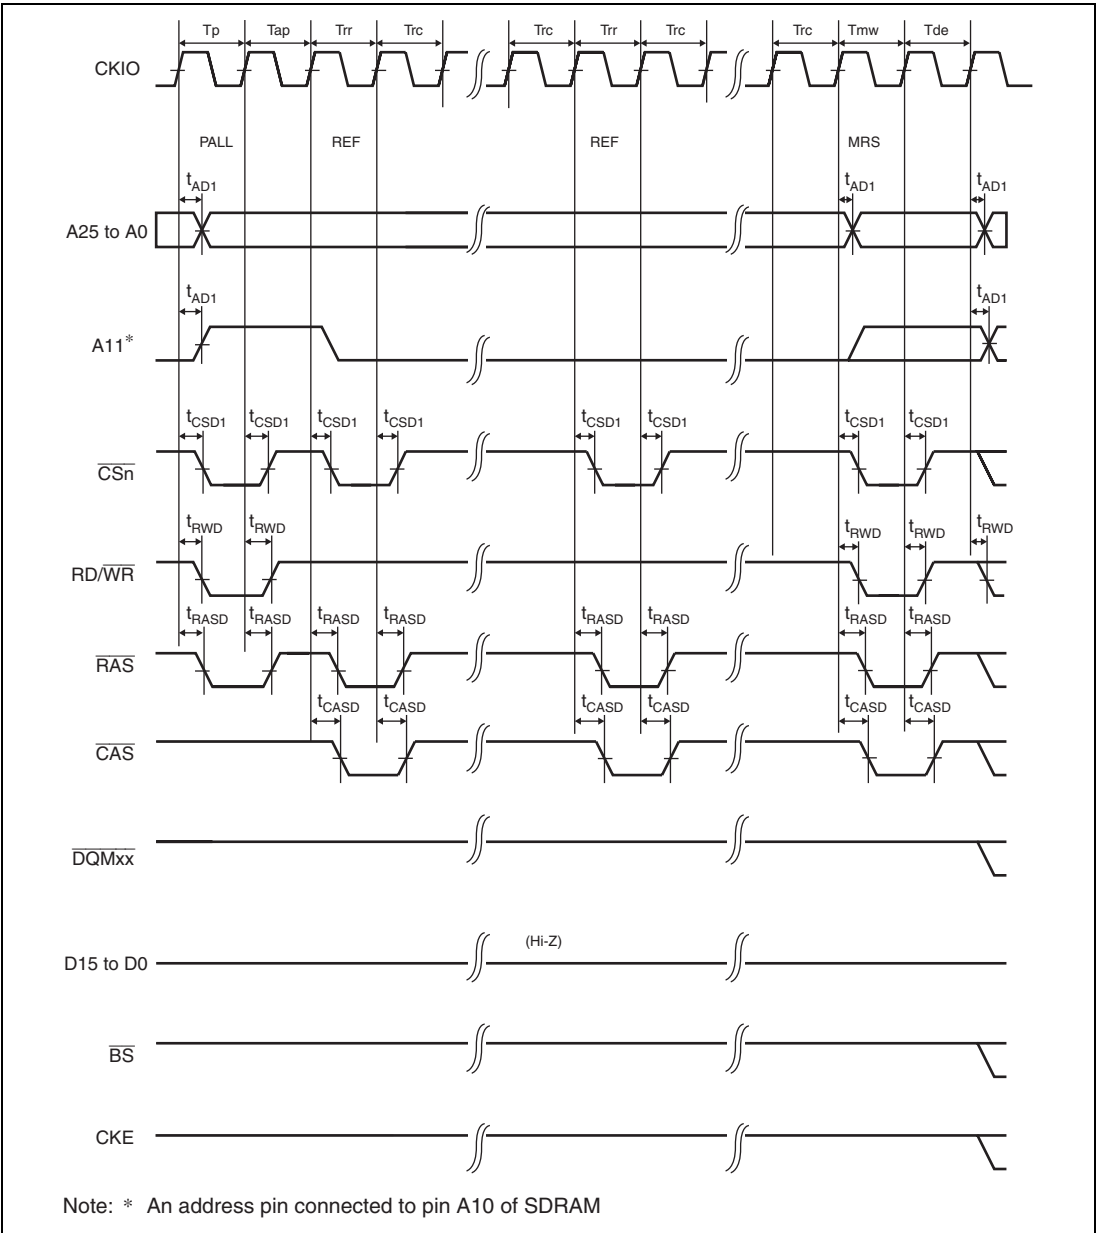 Tp Tap Trr Trc Trc Trr Trc Trc Tmw Tde
CKIO
PALL REF REF MRS
tAD1 tAD1 tAD1
A25 to A0
tAD1 tAD1
A11*
tCSD1 tCSD1 tCSD1 tCSD1 tCSD1 tCSD1 tCSD1 tCSD1
CSn
tRWD tRWD tRWD tRWD tRWD
RD/WR
tRASD tRASD tRASD tRASD tRASD tRASD tRASD tRASD
RAS
tCASD tCASD tCASD tCASD tCASD tCASD
CAS
DQMxx
(Hi-Z)
D15 to D0
BS
CKE
Note: * An address pin connected to pin A10 of SDRAM